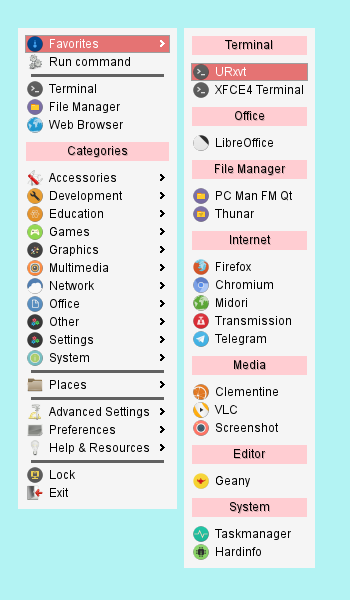 Favorites
Run command
Terminal
File Manager
Web Browser
Categories
Accessories
Development
Education
Games
Graphics
Multimedia
Network
Office
Other
Settings
System
Places
Advanced Settings
Preferences
Help & Resources
Lock
Exit
Terminal
URxvt
XFCE4 Terminal
Office
LibreOffice
File Manager
PC Man FM Qt
Thunar
Internet
Firefox
Chromium
Midori
Transmission
Telegram
Media
Clementine
VLC
Screenshot
Editor
Geany
System
Taskmanager
Hardinfo